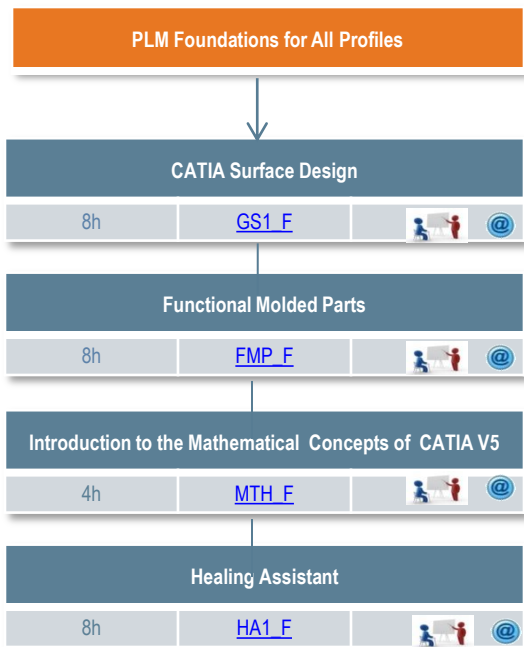 PLM Foundations for All Profiles
CATIA Surface Design
8h GS1_F @
Functional Molded Parts
8h FMP_F @
Introduction to the Mathematical Concepts of CATIA V5
4h MTH_F @
Healing Assistant
8h HA1_F @